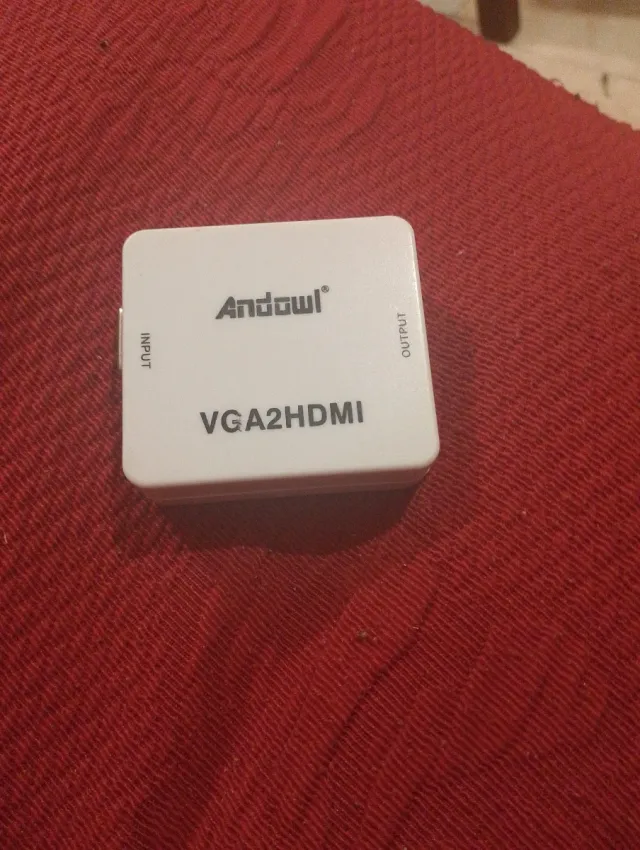 Andowl®
INPUT
OUTPUT
VGA2HDMI